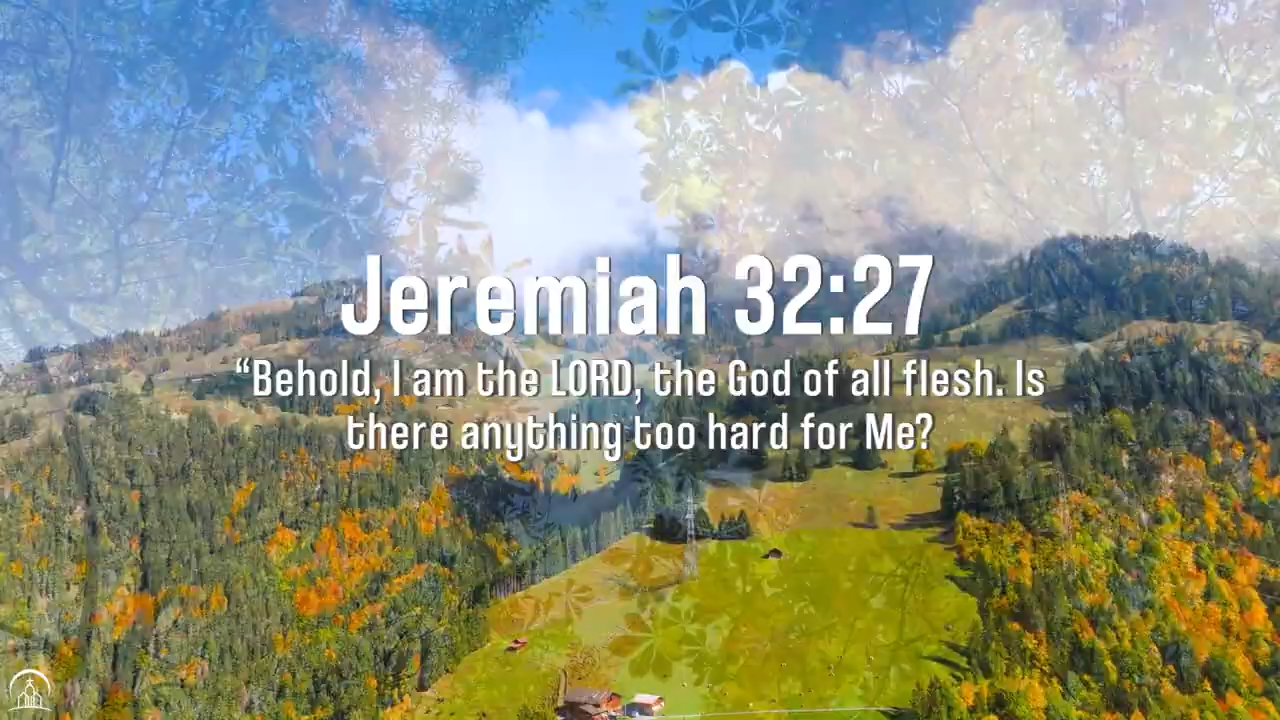 Jeremiah 32:27
“Behold, I am the LORD, the God of all flesh. Is
there anything too hard for Me?